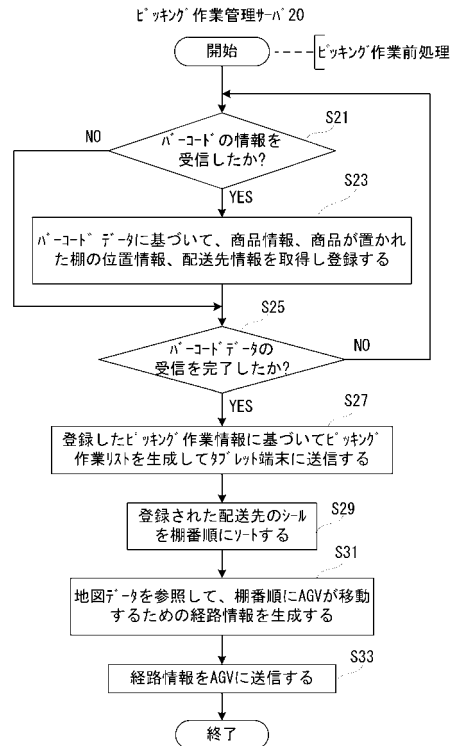 ピッキング作業管理サーバ20
開始
ピッキング作業前処理
S21
バーコードの情報を
受信したか?
NO
YES
S23
バーコードデータに基づいて、商品情報、商品が置かれ
た棚の位置情報、配送先情報を取得し登録する
S25
バーコードデータの
受信を完了したか?
NO
YES
S27
登録したピッキング作業情報に基づいてピッキング
作業リストを生成してタブレット端末に送信する
S29
登録された配送先のシール
を棚番順にソートする
S31
地図データを参照して、棚番順にAGVが移動
するための経路情報を生成する
S33
経路情報をAGVに送信する
終了